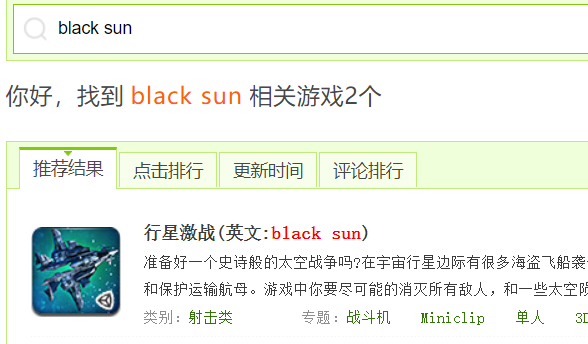 black sun
你好，找到 black sun 相关游戏2个
推荐结果 点击排行 更新时间 评论排行
行星激战(英文:black sun)
准备好一个史诗般的太空战争吗?在宇宙行星边际有很多海盗飞船袭
和保护运输航母。游戏中你要尽可能的消灭所有敌人，和一些太空陨
类别：射击类 专题：战斗机 Miniclip 单人 3D